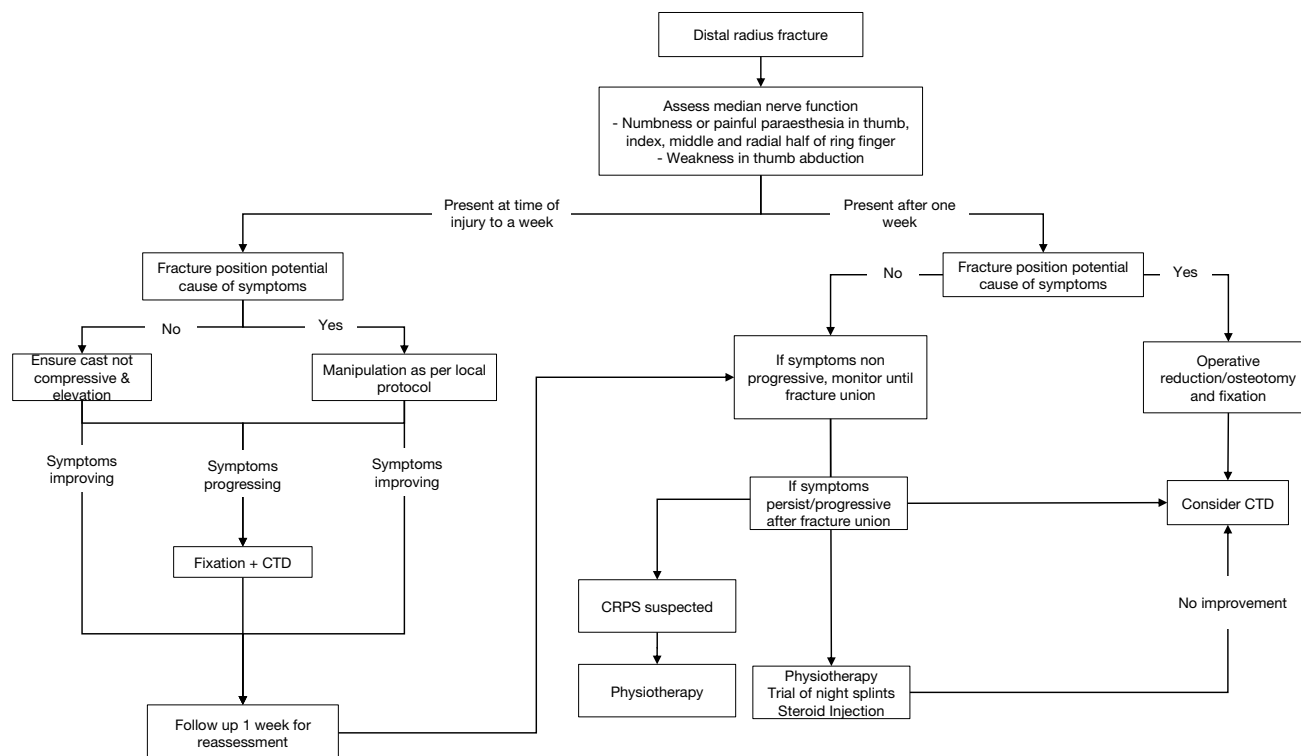 Distal radius fracture
Assess median nerve function
- Numbness or painful paraesthesia in thumb,
index, middle and radial half of ring finger
- Weakness in thumb abduction
Present at time of
injury to a week
Present after one
week
Fracture position potential
cause of symptoms
No
Yes
Ensure cast not
compressive &
elevation
Manipulation as per local
protocol
Symptoms
improving
Symptoms
progressing
Symptoms
improving
Fixation + CTD
Follow up 1 week for
reassessment
Fracture position potential
cause of symptoms
No
Yes
If symptoms non
progressive, monitor until
fracture union
Operative
reduction/osteotomy
and fixation
If symptoms
persist/progressive
after fracture union
Consider CTD
CRPS suspected
No improvement
Physiotherapy
Physiotherapy
Trial of night splints
Steroid Injection